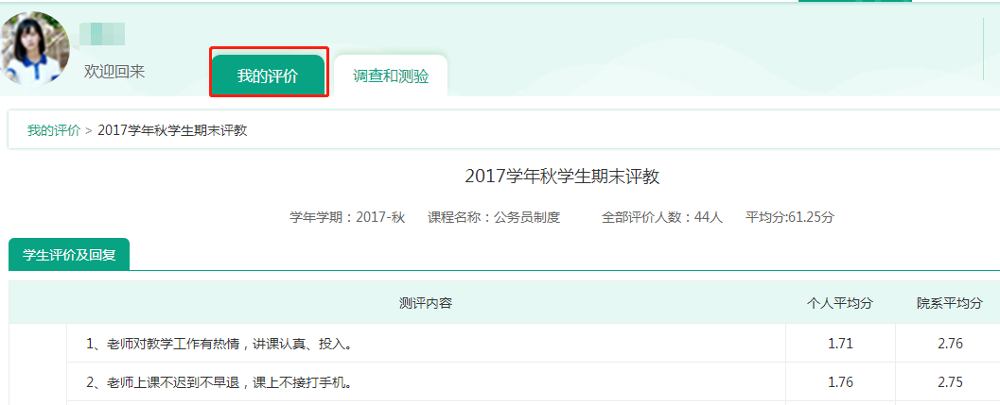 欢迎回来
我的评价 调查和测验
我的评价 > 2017学年秋学生期末评教
2017学年秋学生期末评教
学年学期：2017-秋 课程名称：公务员制度 全部评价人数：44人 平均分:61.25分
学生评价及回复
测评内容 个人平均分 院系平均分
1、老师对教学工作有热情，讲课认真、投入。 1.71 2.76
2、老师上课不迟到不早退，课上不接打手机。 1.76 2.75